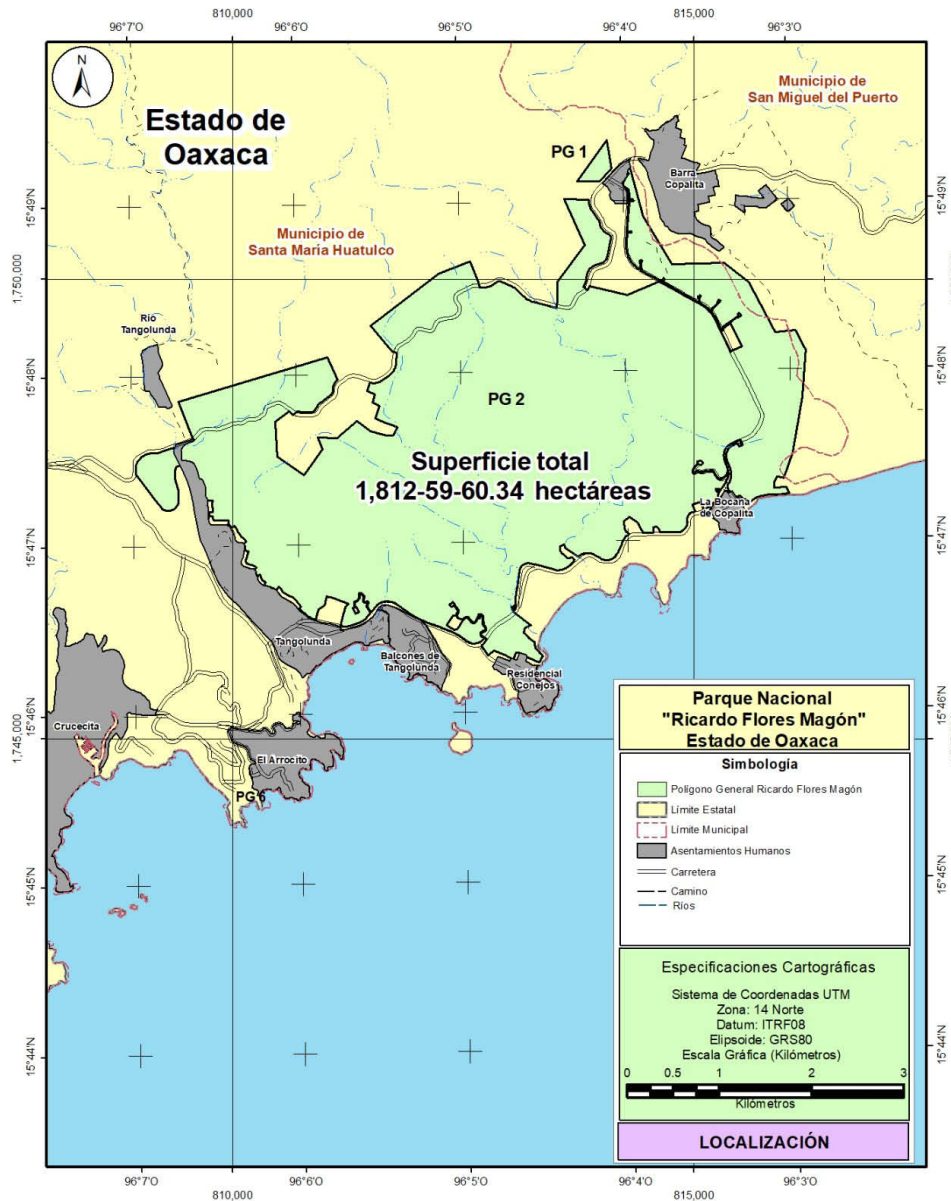 810,000
815,000
96°7'O
96°6'O
96°5'O
96°4'O
96°3'O
N
Estado de
Oaxaca
Municipio de
San Miguel del Puerto
PG 1
Barra
Copalita
15°49'N
15°49'N
Municipio de
Santa María Huatulco
1,750,000
Río
Tangolunda
15°48'N
15°48'N
PG 2
Superficie total
1,812-59-60.34 hectáreas
La Bocana
de Copalita
15°47'N
15°47'N
Tangolunda
Balcones de
Tangolunda
Residencial
Conejos
Crucecita
15°46'N
15°46'N
1,745,000
El Arrocito
PG 6
Parque Nacional
"Ricardo Flores Magón"
Estado de Oaxaca
Simbología
Polígono General Ricardo Flores Magón
Límite Estatal
Límite Municipal
Asentamientos Humanos
Carretera
Camino
Ríos
15°45'N
15°45'N
Especificaciones Cartográficas
Sistema de Coordenadas UTM
Zona: 14 Norte
Datum: ITRF08
Elipsoide: GRS80
Escala Gráfica (Kilómetros)
0 0.5 1 2 3
Kilómetros
15°44'N
15°44'N
LOCALIZACIÓN
96°7'O
96°6'O
96°5'O
96°4'O
96°3'O
810,000
815,000